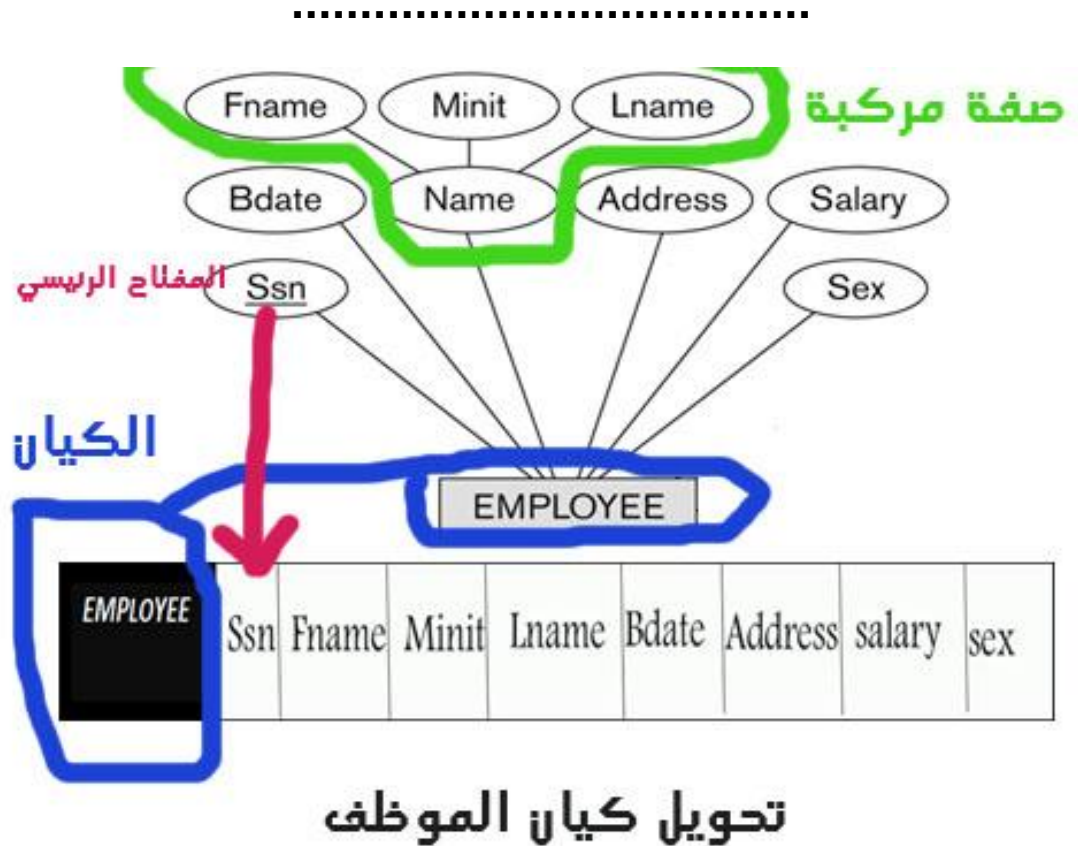 ....................................
Fname Minit Lname صفة مركبة
Bdate Name Address Salary
المفتاح الرييسي Ssn Sex
الكيان
EMPLOYEE
EMPLOYEE Ssn Fname Minit Lname Bdate Address salary sex
تحويل كيان الموظف